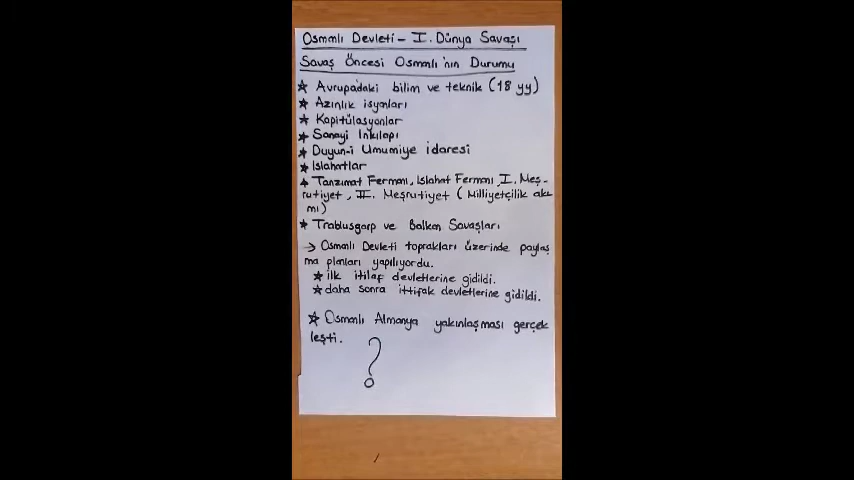 Osmanlı Devleti - I. Dünya Savaşı
Savaş Öncesi Osmanlı'nın Durumu
☆ Avrupa'daki bilim ve teknik (18 yy)
☆ Azınlık isyanları
☆ Kapitülasyonlar
☆ Sanayi İnkılapı
☆ Duyun-i Umumiye idaresi
☆ Islahatlar
☆ Tanzimat Fermanı, Islahat Fermanı, I. Meş-
rutiyet, II. Meşrutiyet (Milliyetçilik akı
mı)
☆ Trablusgarp ve Balkan Savaşları
→ Osmanlı Devleti toprakları üzerinde paylaş
ma planları yapılıyordu.
☆ ilk itilaf devletlerine gidildi.
☆ daha sonra ittifak devletlerine gidildi.
☆ Osmanlı Almanya yakınlaşması gerçek
leşti.
?